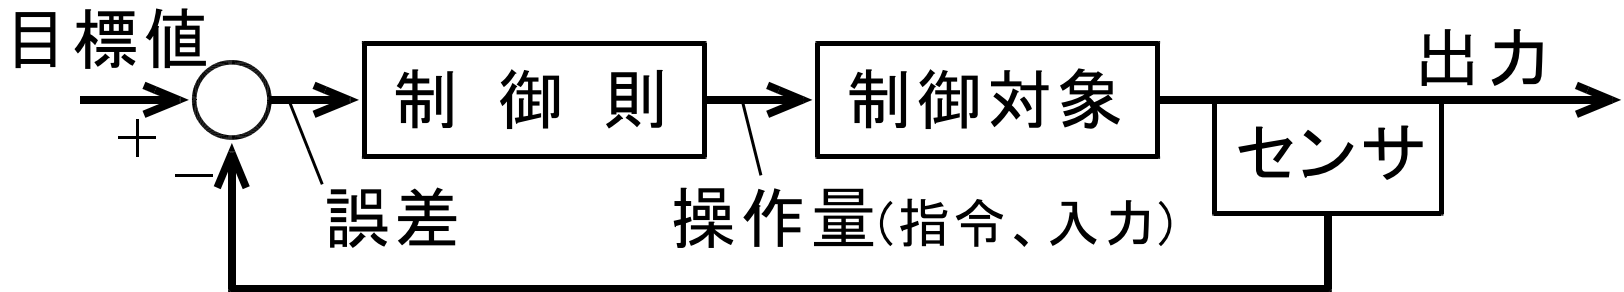 目標値
+
−
誤差
制御則
操作量(指令、入力)
制御対象
センサ
出力